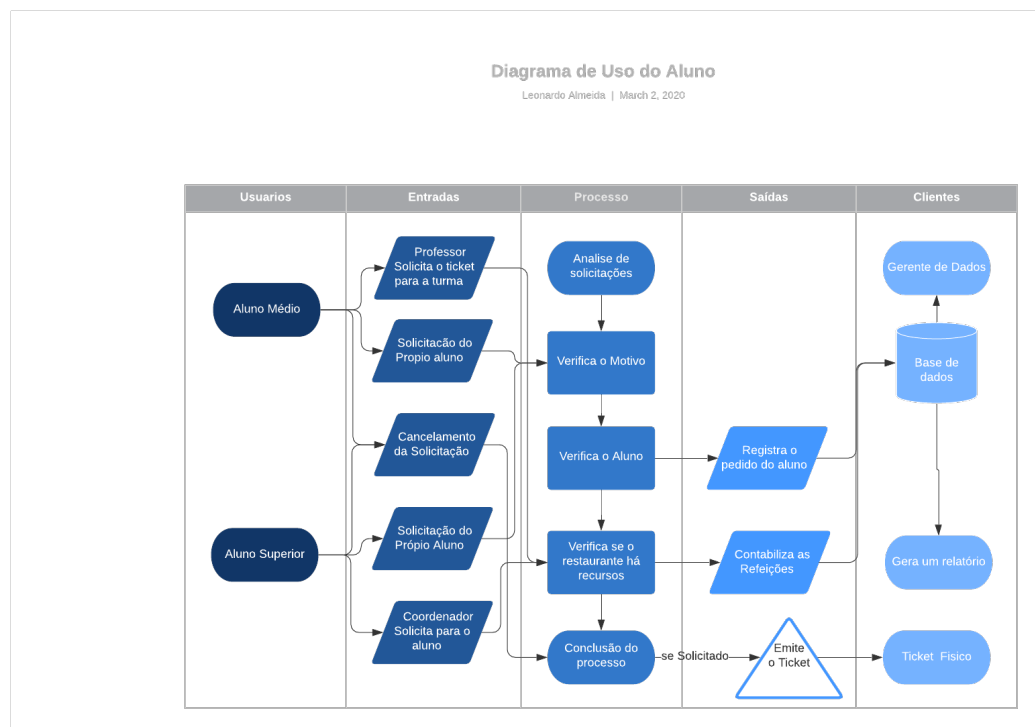 Diagrama de Uso do Aluno
Leonardo Almeida | March 2, 2020
Usuarios
Entradas
Processo
Saídas
Clientes
Aluno Médio
Aluno Superior
Professor
Solicita o ticket
para a turma
Solicitacão do
Propio aluno
Cancelamento
da Solicitação
Solicitação do
Própio Aluno
Coordenador
Solicita para o
aluno
Analise de
solicitações
Verifica o Motivo
Verifica o Aluno
Verifica se o
restaurante há
recursos
Conclusão do
processo
se Solicitado
Registra o
pedido do aluno
Contabiliza as
Refeições
Emite
o Ticket
Gerente de Dados
Base de
dados
Gera um relatório
Ticket Fisico